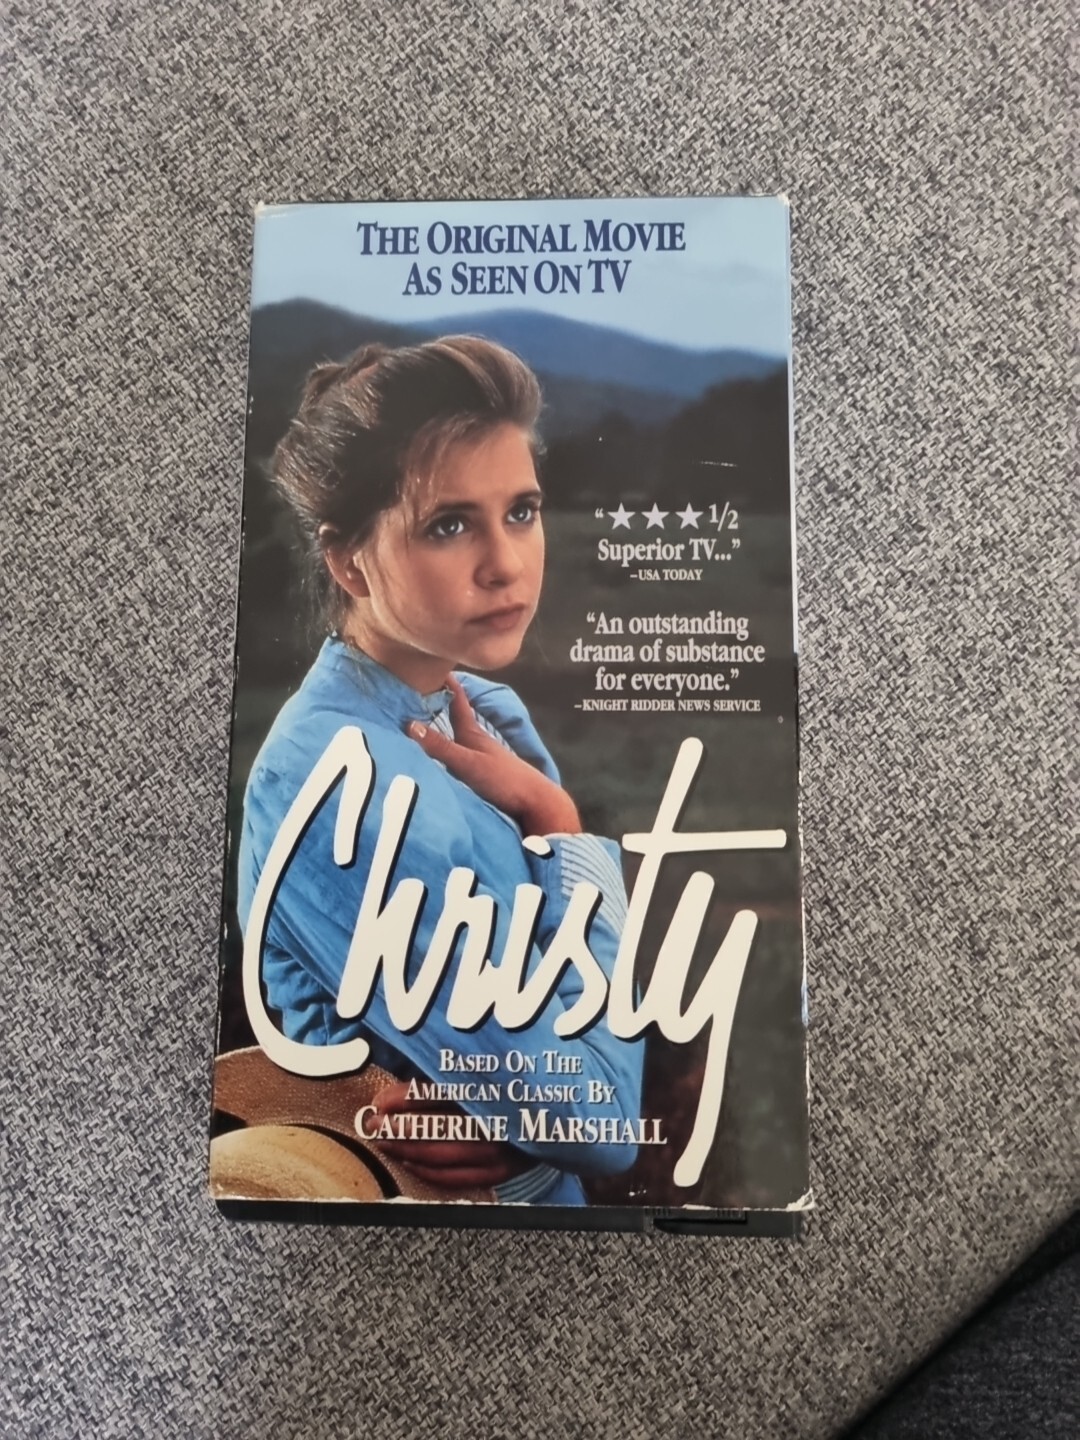 THE ORIGINAL MOVIE
AS SEEN ON TV
“★★★ 1/2
Superior TV...”
–USA TODAY
“An outstanding
drama of substance
for everyone.”
–KNIGHT RIDDER NEWS SERVICE
Christy
BASED ON THE
AMERICAN CLASSIC BY
CATHERINE MARSHALL